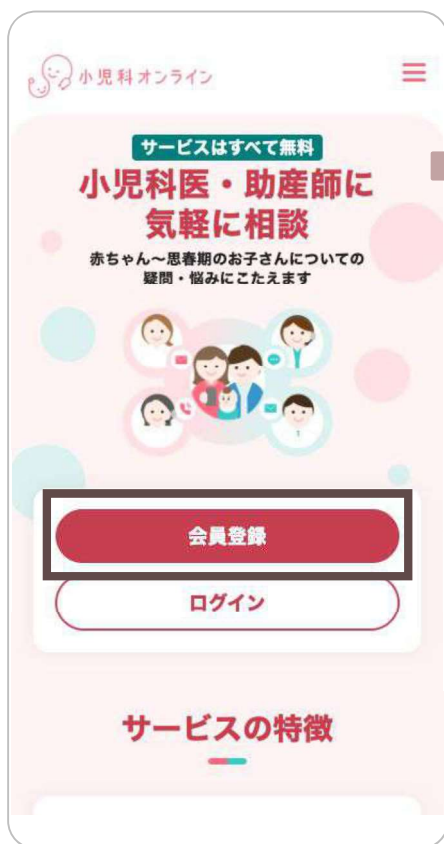 小児科オンライン
サービスはすべて無料
小児科医・助産師に
気軽に相談
赤ちゃん〜思春期のお子さんについての
疑問・悩みにこたえます
会員登録
ログイン
サービスの特徴